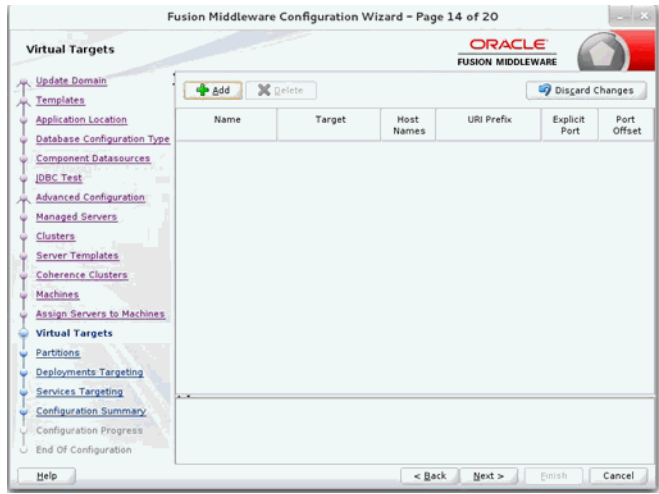 Fusion Middleware Configuration Wizard - Page 14 of 20
Virtual Targets
ORACLE
FUSION MIDDLEWARE
Update Domain
Templates
Application Location
Database Configuration Type
Component Datasources
JDBC Test
Advanced Configuration
Managed Servers
Clusters
Server Templates
Coherence Clusters
Machines
Assign Servers to Machines
Virtual Targets
Partitions
Deployments Targeting
Services Targeting
Configuration Summary
Configuration Progress
End Of Configuration
Add Delete Discard Changes
Name Target Host Names URI Prefix Explicit Port Port Offset
Help < Back Next > Finish Cancel